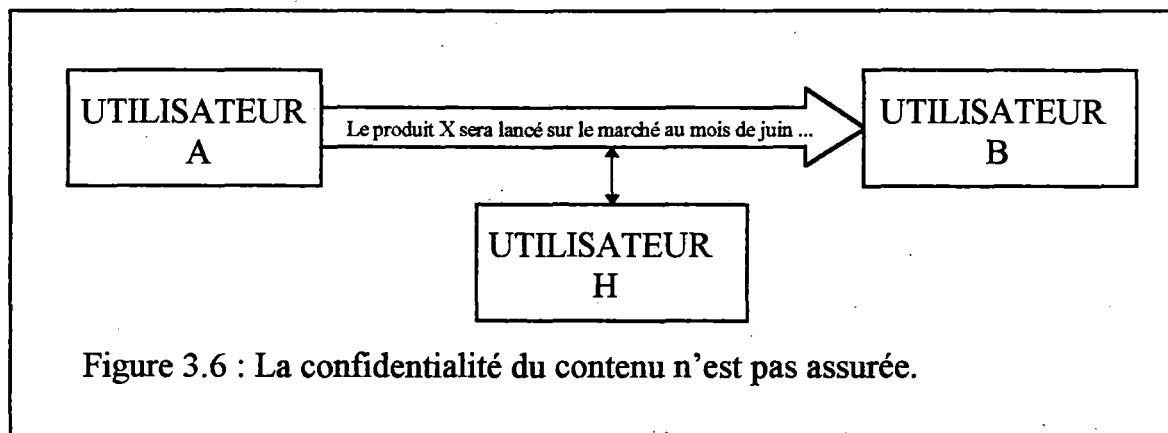 UTILISATEUR
A
Le produit X sera lancé sur le marché au mois de juin ...
UTILISATEUR
B
UTILISATEUR
H
Figure 3.6 : La confidentialité du contenu n'est pas assurée.